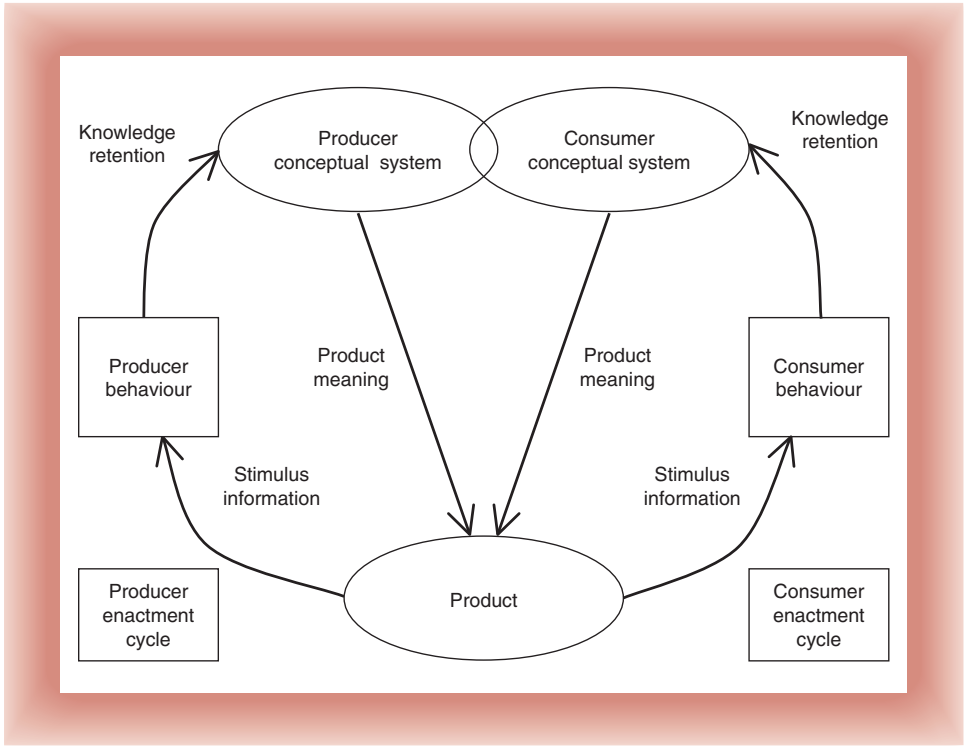 Knowledge
retention
Producer
conceptual system
Consumer
conceptual system
Knowledge
retention
Producer
behaviour
Product
meaning
Product
meaning
Consumer
behaviour
Stimulus
information
Stimulus
information
Producer
enactment
cycle
Product
Consumer
enactment
cycle